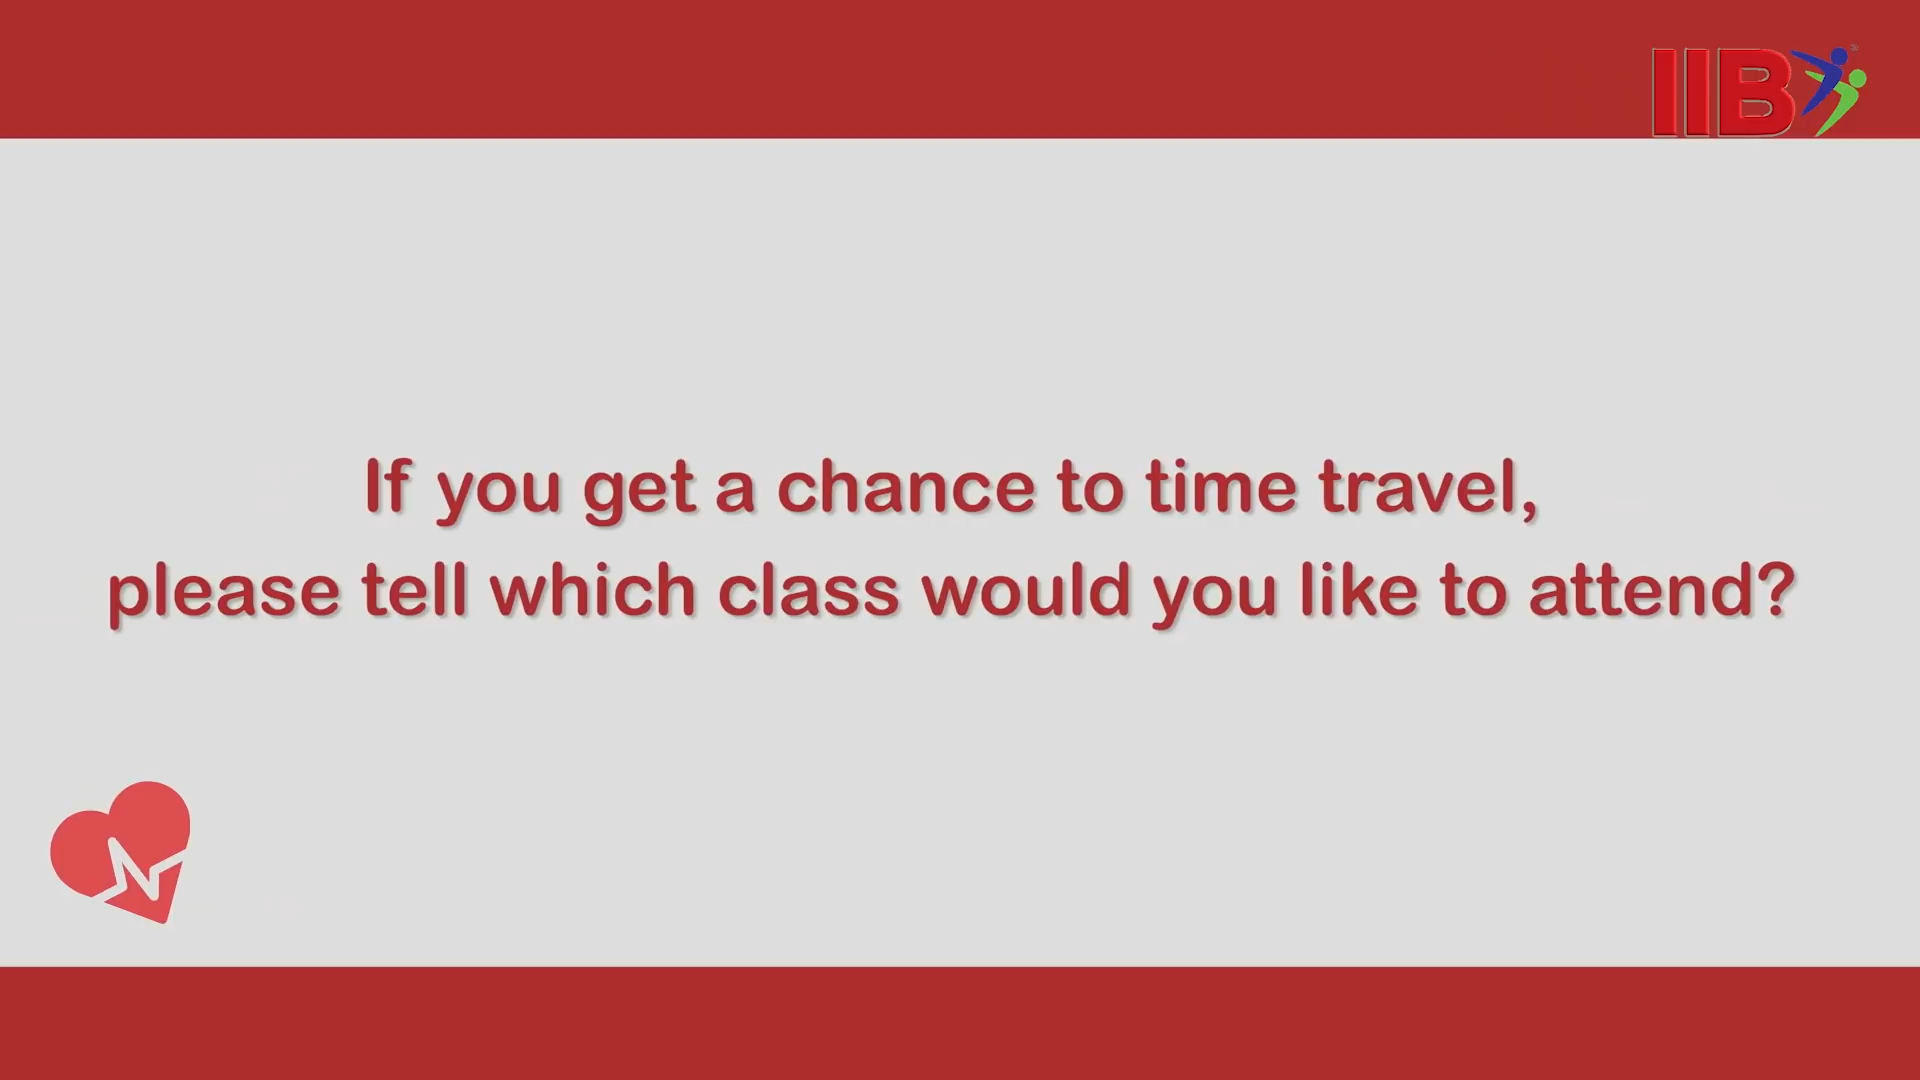 IIB
If you get a chance to time travel,
please tell which class would you like to attend?